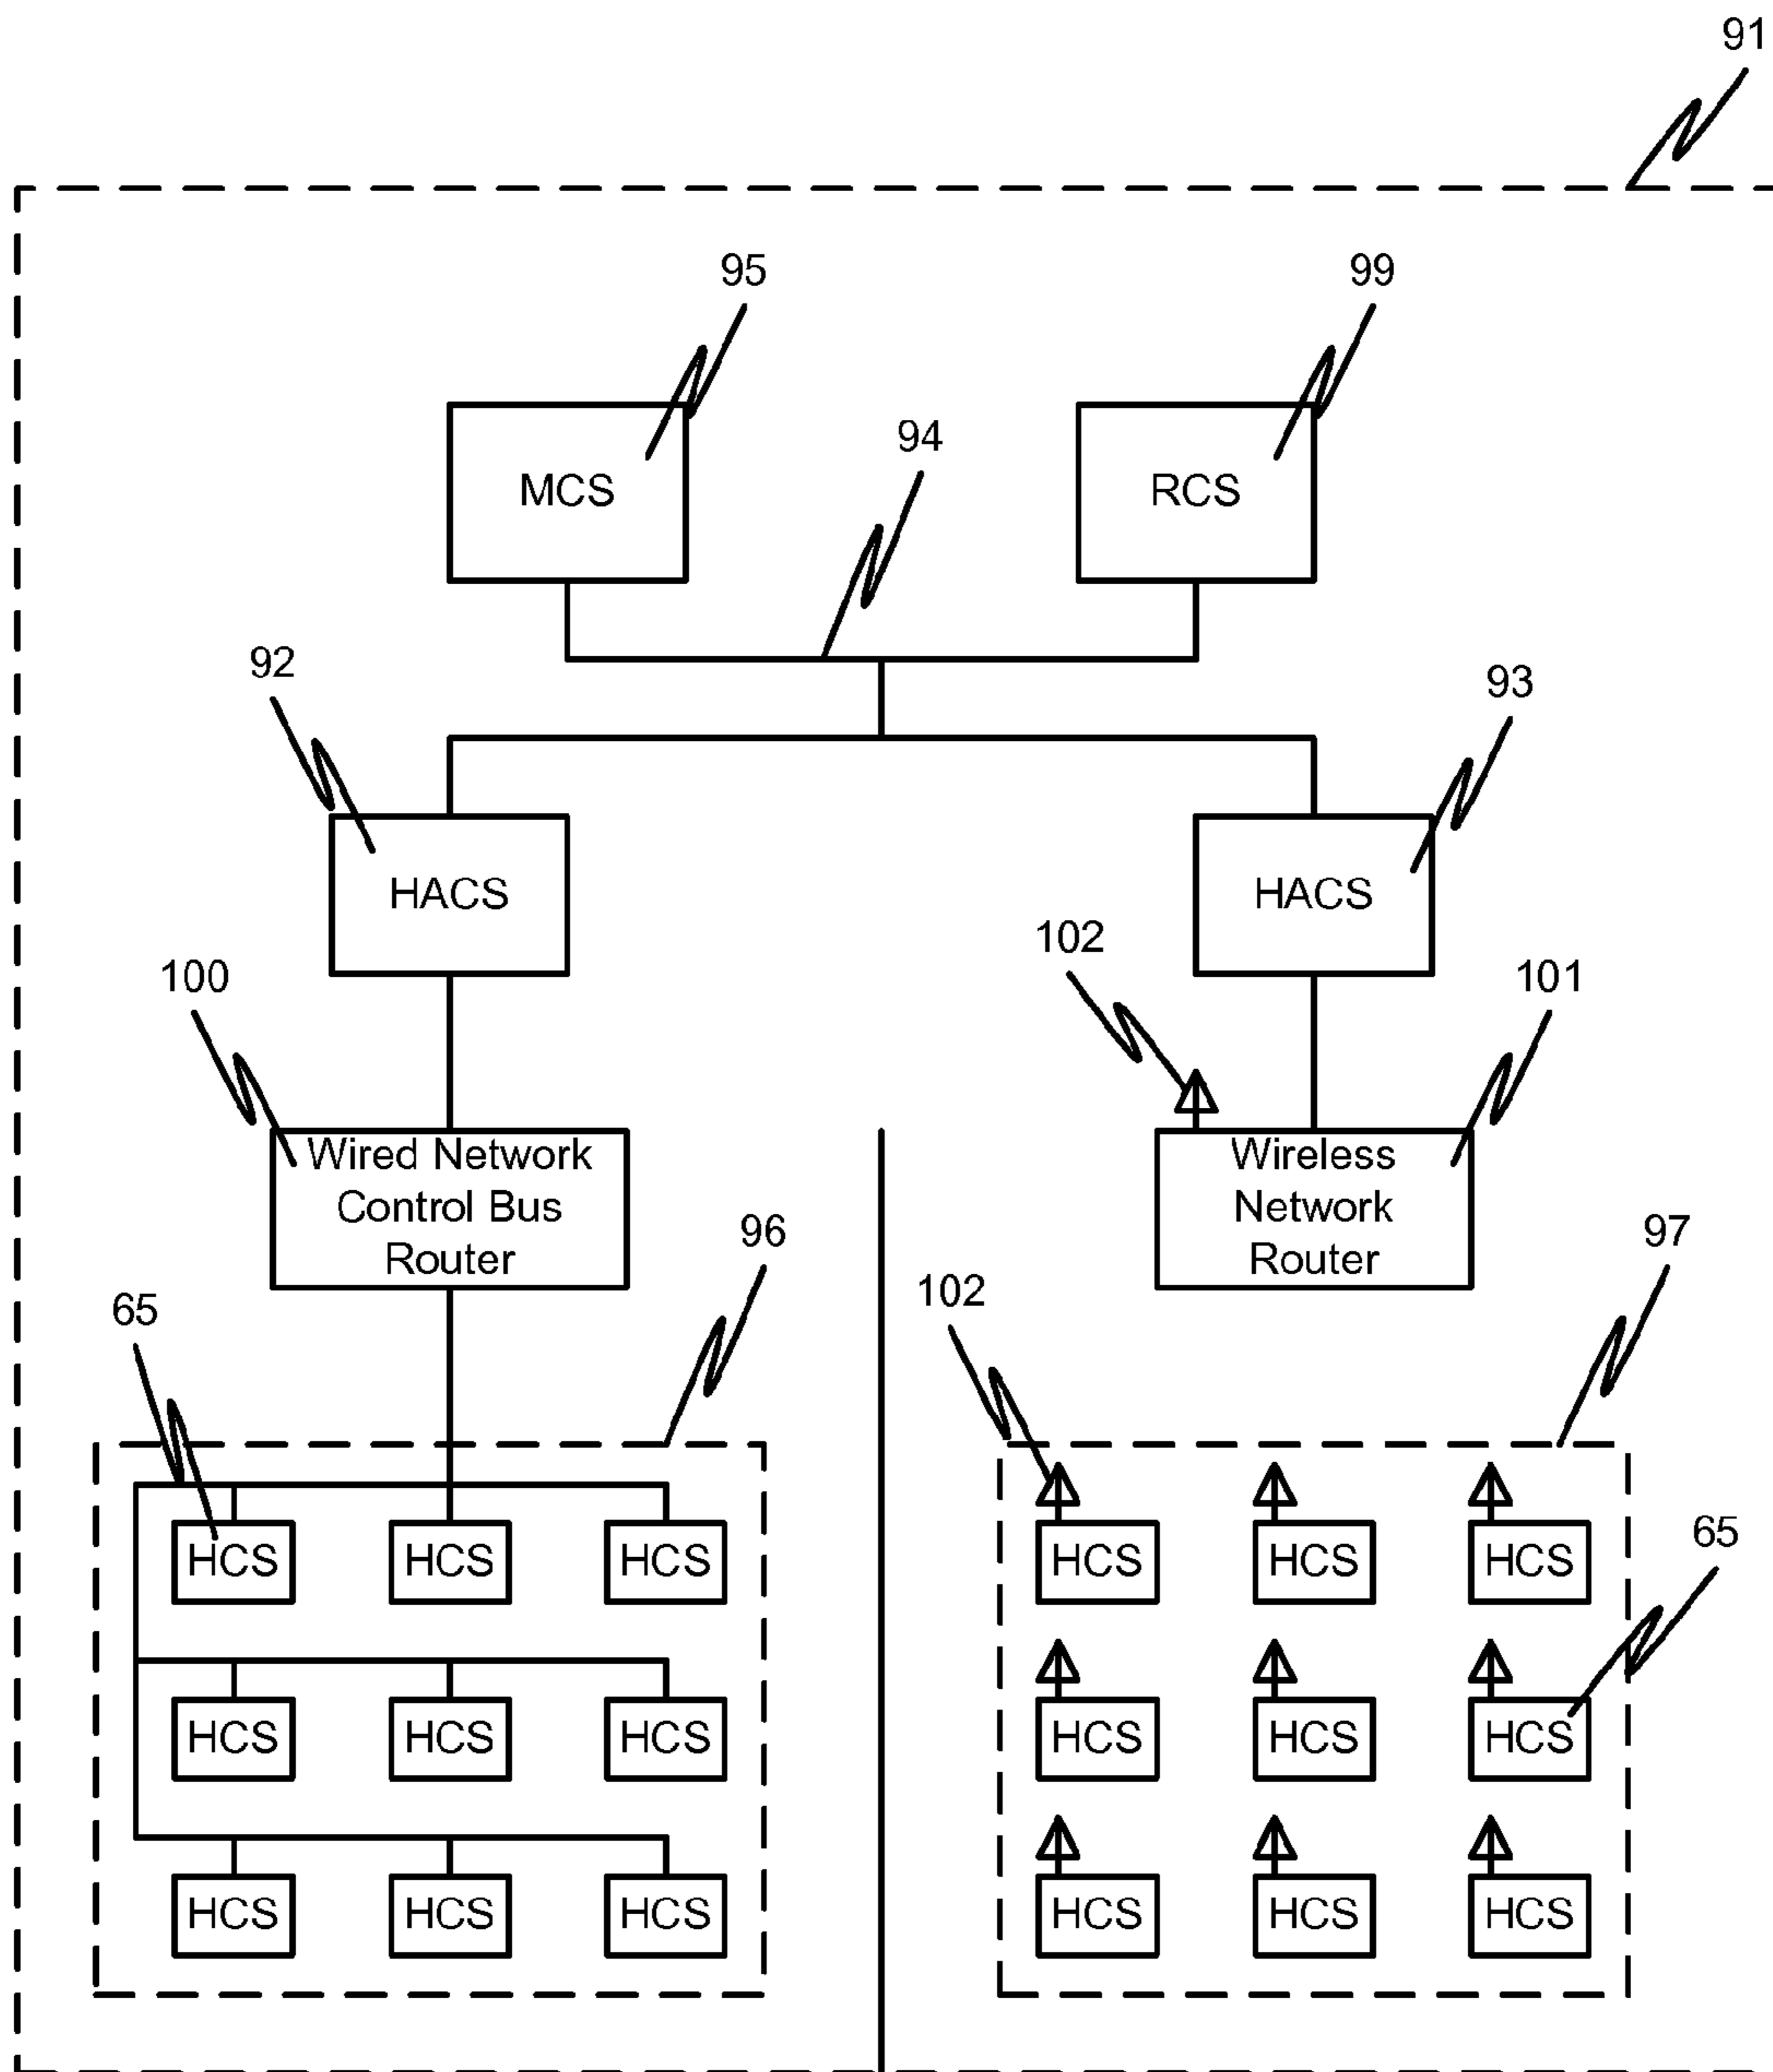 91
95
99
94
MCS
RCS
92
93
HACS
HACS
102
100
101
Wired Network
Control Bus
Router
Wireless
Network
Router
96
97
65
102
HCS HCS HCS
HCS HCS HCS
65
HCS HCS HCS
HCS HCS HCS
HCS HCS HCS
HCS HCS HCS